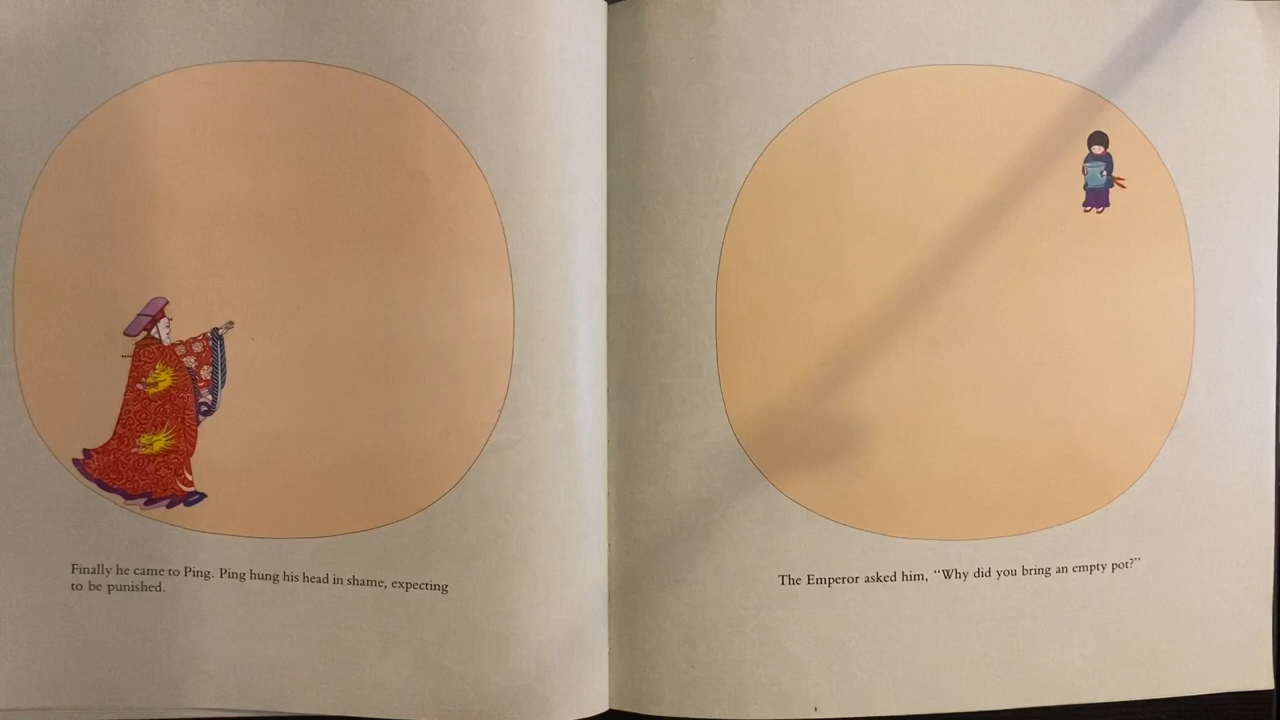 Finally he came to Ping. Ping hung his head in shame, expecting
to be punished.
The Emperor asked him, “Why did you bring an empty pot?”